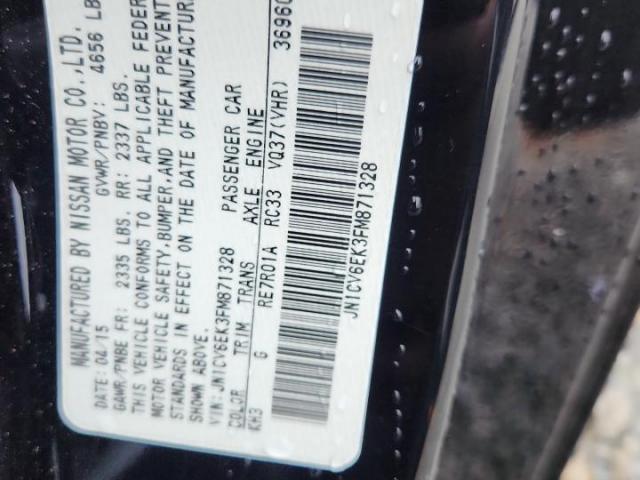 MANUFACTURED BY NISSAN MOTOR CO.,LTD.
DATE: 04/15 GVWR/PNBV: 4656 LB
GAWR/PNBE FR: 2335 LBS. RR: 2337 LBS.
THIS VEHICLE CONFORMS TO ALL APPLICABLE FEDER
MOTOR VEHICLE SAFETY,BUMPER,AND THEFT PREVENT
STANDARDS IN EFFECT ON THE DATE OF MANUFACTUR
SHOWN ABOVE.
VIN: JN1CV6EK3FM871328 PASSENGER CAR
COLOR TRIM TRANS AXLE ENGINE
KH3 G RE7R01A RC33 VQ37(VHR) 3696
JN1CV6EK3FM871328